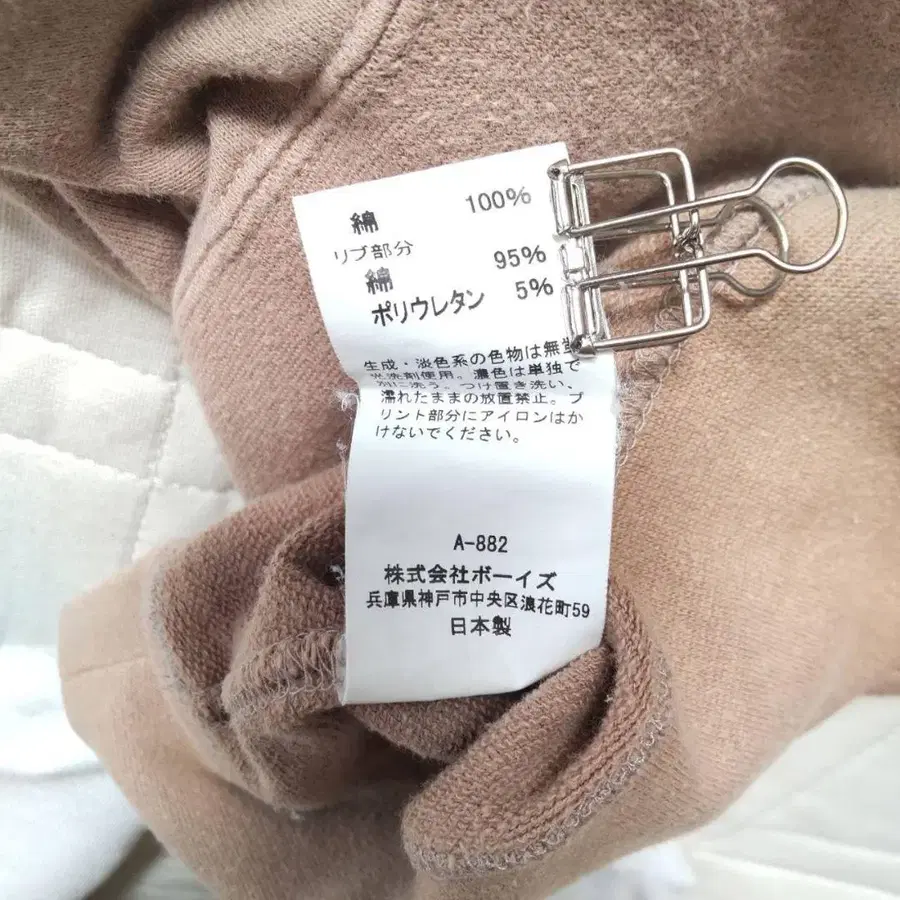 綿 100%
リブ部分
綿 95%
ポリウレタン 5%
生成・淡色系の色物は無蛍
光洗剤使用。濃色は単独で
別に洗う。つけ置き洗い、
濡れたままの放置禁止。プ
リント部分にアイロンはか
けないでください。
A-882
株式会社ボーイズ
兵庫県神戸市中央区浪花町59
日本製